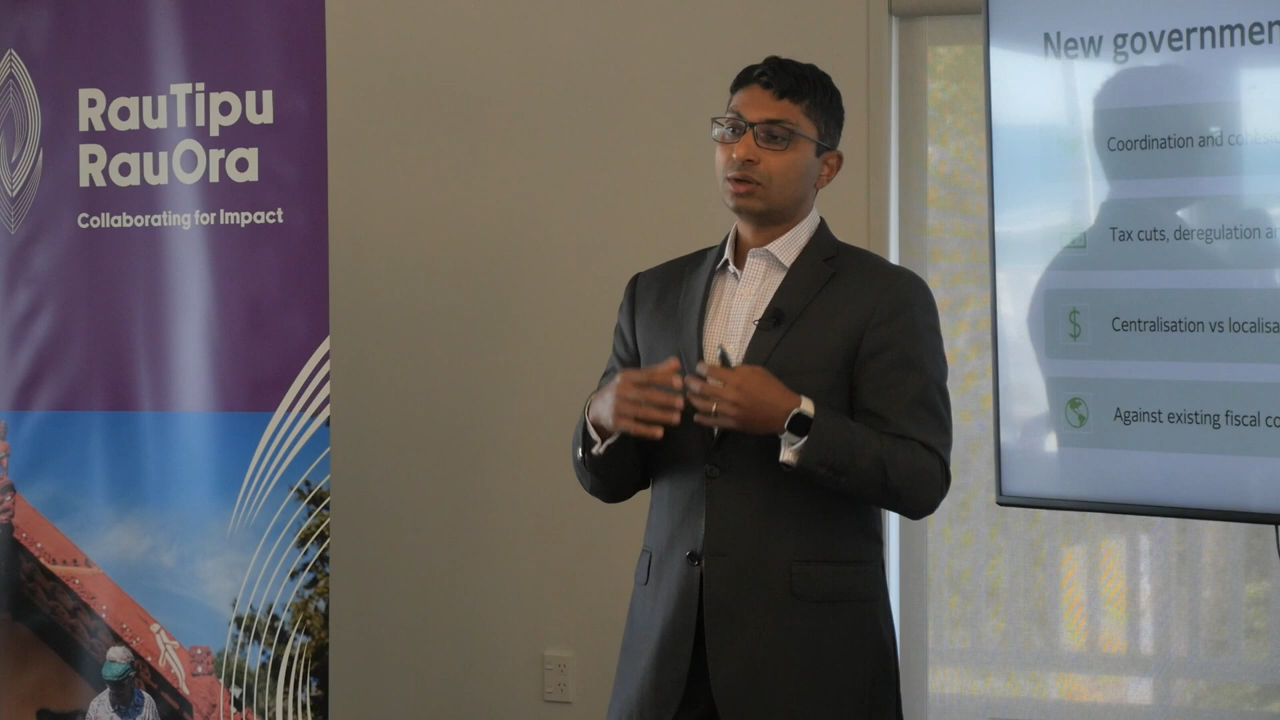 RauTipu
RauOra
Collaborating for Impact
New governmen
Coordination and cohesi
Tax cuts, deregulation a
$
Centralisation vs localisa
Against existing fiscal co